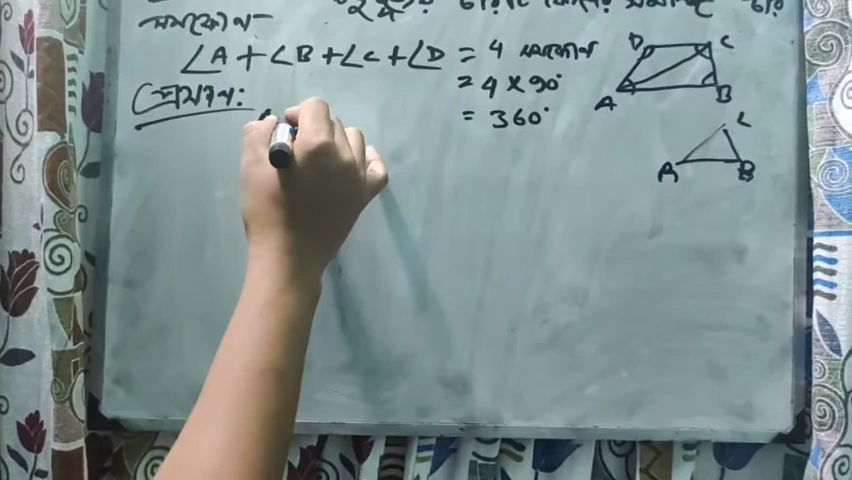 সমকোণ
∠A + ∠B + ∠C + ∠D = 4 সমকোণ
= 4 × 90°
= 360°
প্রমাণ:
D C
A B
C
A B